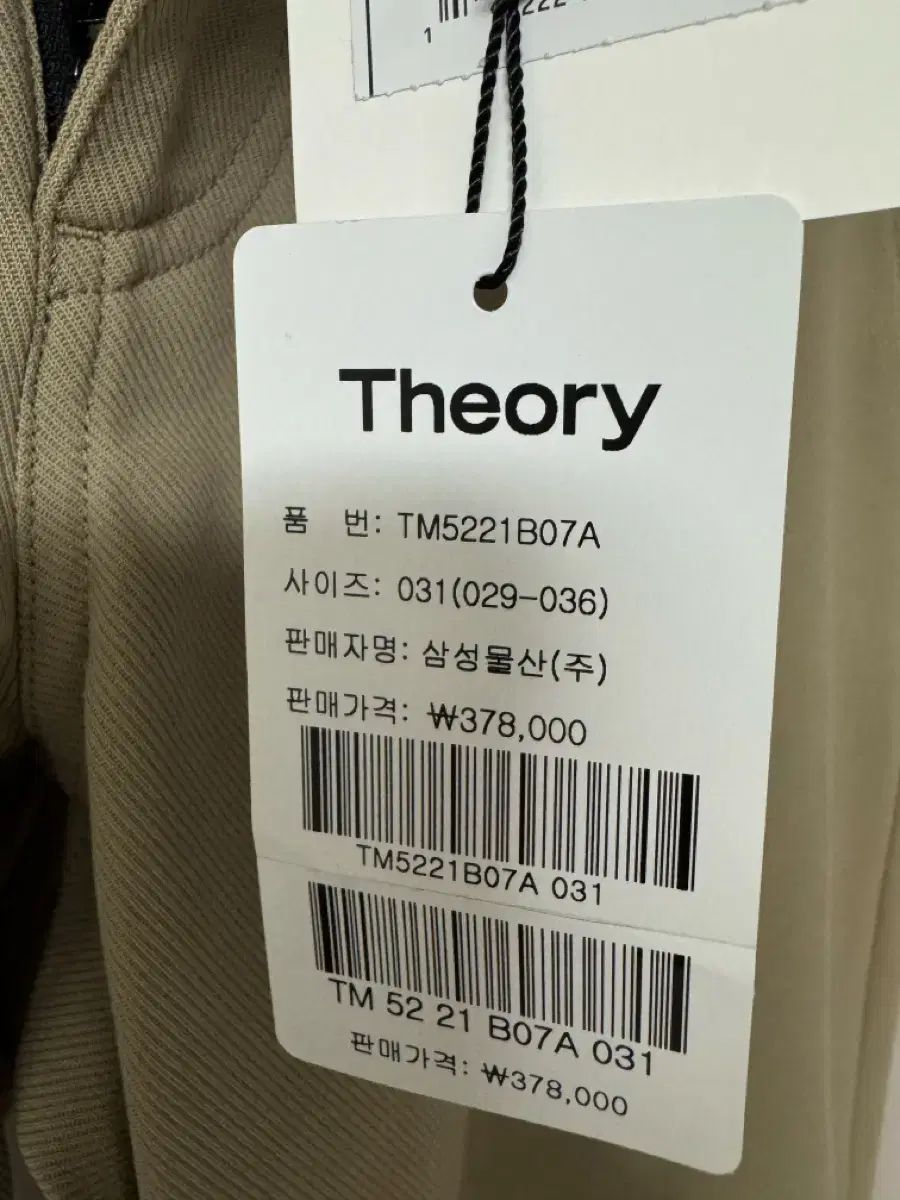 1
Theory
품 번: TM5221B07A
사이즈: 031(029-036)
판매자명: 삼성물산(주)
판매가격: ₩378,000
TM5221B07A 031
TM 52 21 B07A 031
판매가격: ₩378,000